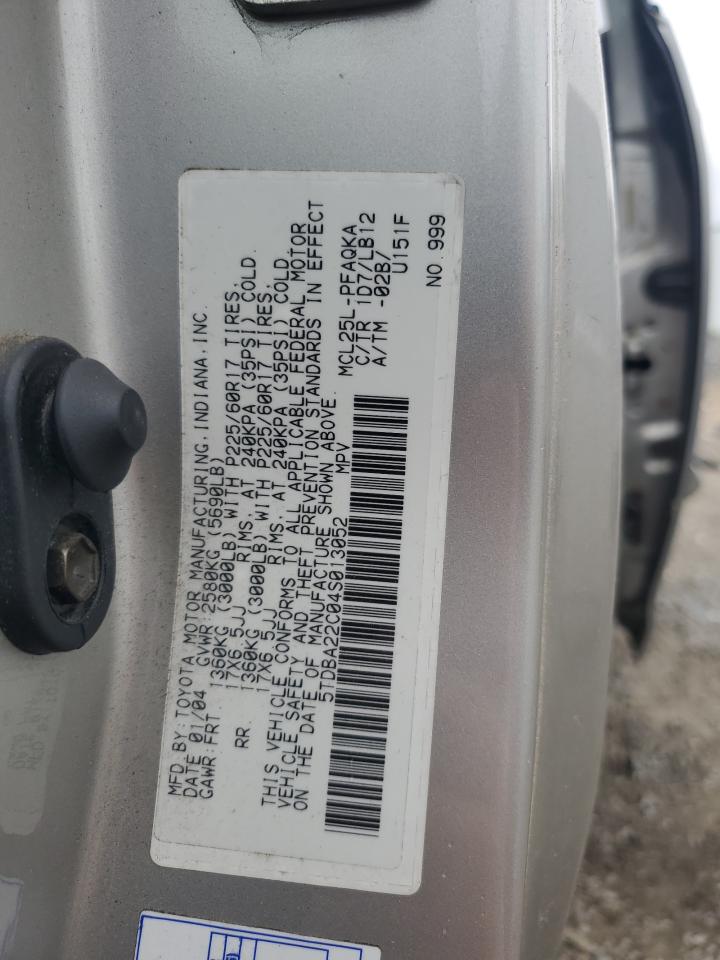 MFD BY: TOYOTA MOTOR MANUFACTURING, INDIANA, INC.
DATE 01/04 GVWR: 2580KG (5690LB)
GAWR: FRT 1360KG (3000LB) WITH P225/60R17 TIRES,
17X6.5JJ RIMS, AT 240KPA (35PSI) COLD.
RR 1360KG (3000LB) WITH P225/60R17 TIRES,
17X6.5JJ RIMS, AT 240KPA (35PSI) COLD.
THIS VEHICLE CONFORMS TO ALL APPLICABLE FEDERAL MOTOR
VEHICLE SAFETY AND THEFT PREVENTION STANDARDS IN EFFECT
ON THE DATE OF MANUFACTURE SHOWN ABOVE.
5TDBA22C04S013052 MPV
MCL25L-PFAQKA
C/TR 1D7/LB12
A/TM -02B/
U151F
NO. 999